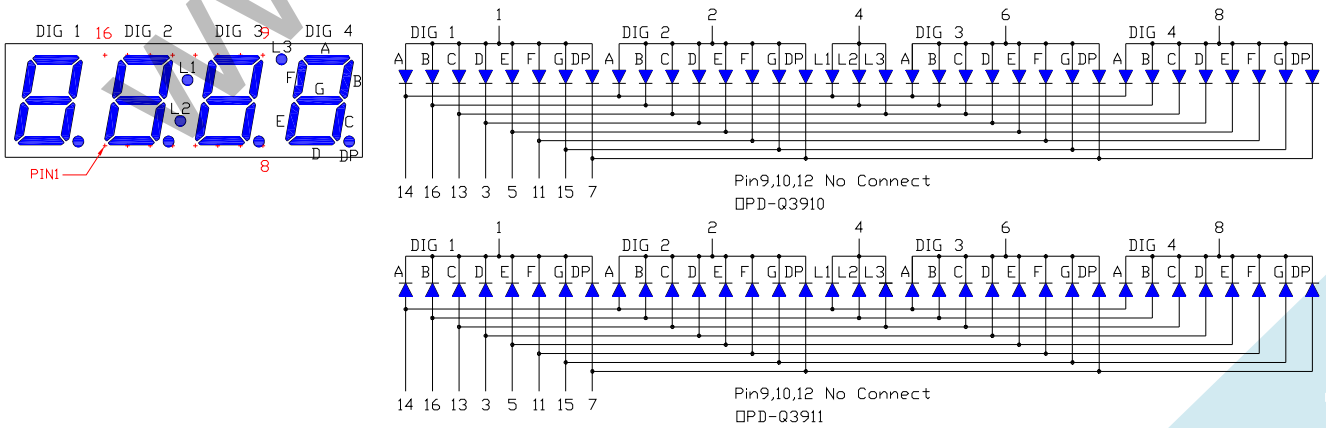 DIG 1 16 DIG 2 DIG 3 9 DIG 4
L3 A
L1 F B
G
L2 E C
D DP
PIN1 8
1 2 4 6 8
DIG 1 DIG 2 DIG 3 DIG 4
A B C D E F G DP A B C D E F G DP L1 L2 L3 A B C D E F G DP A B C D E F G DP
14 16 13 3 5 11 15 7
Pin9,10,12 No Connect
□PD-Q3910
1 2 4 6 8
DIG 1 DIG 2 DIG 3 DIG 4
A B C D E F G DP A B C D E F G DP L1 L2 L3 A B C D E F G DP A B C D E F G DP
14 16 13 3 5 11 15 7
Pin9,10,12 No Connect
□PD-Q3911